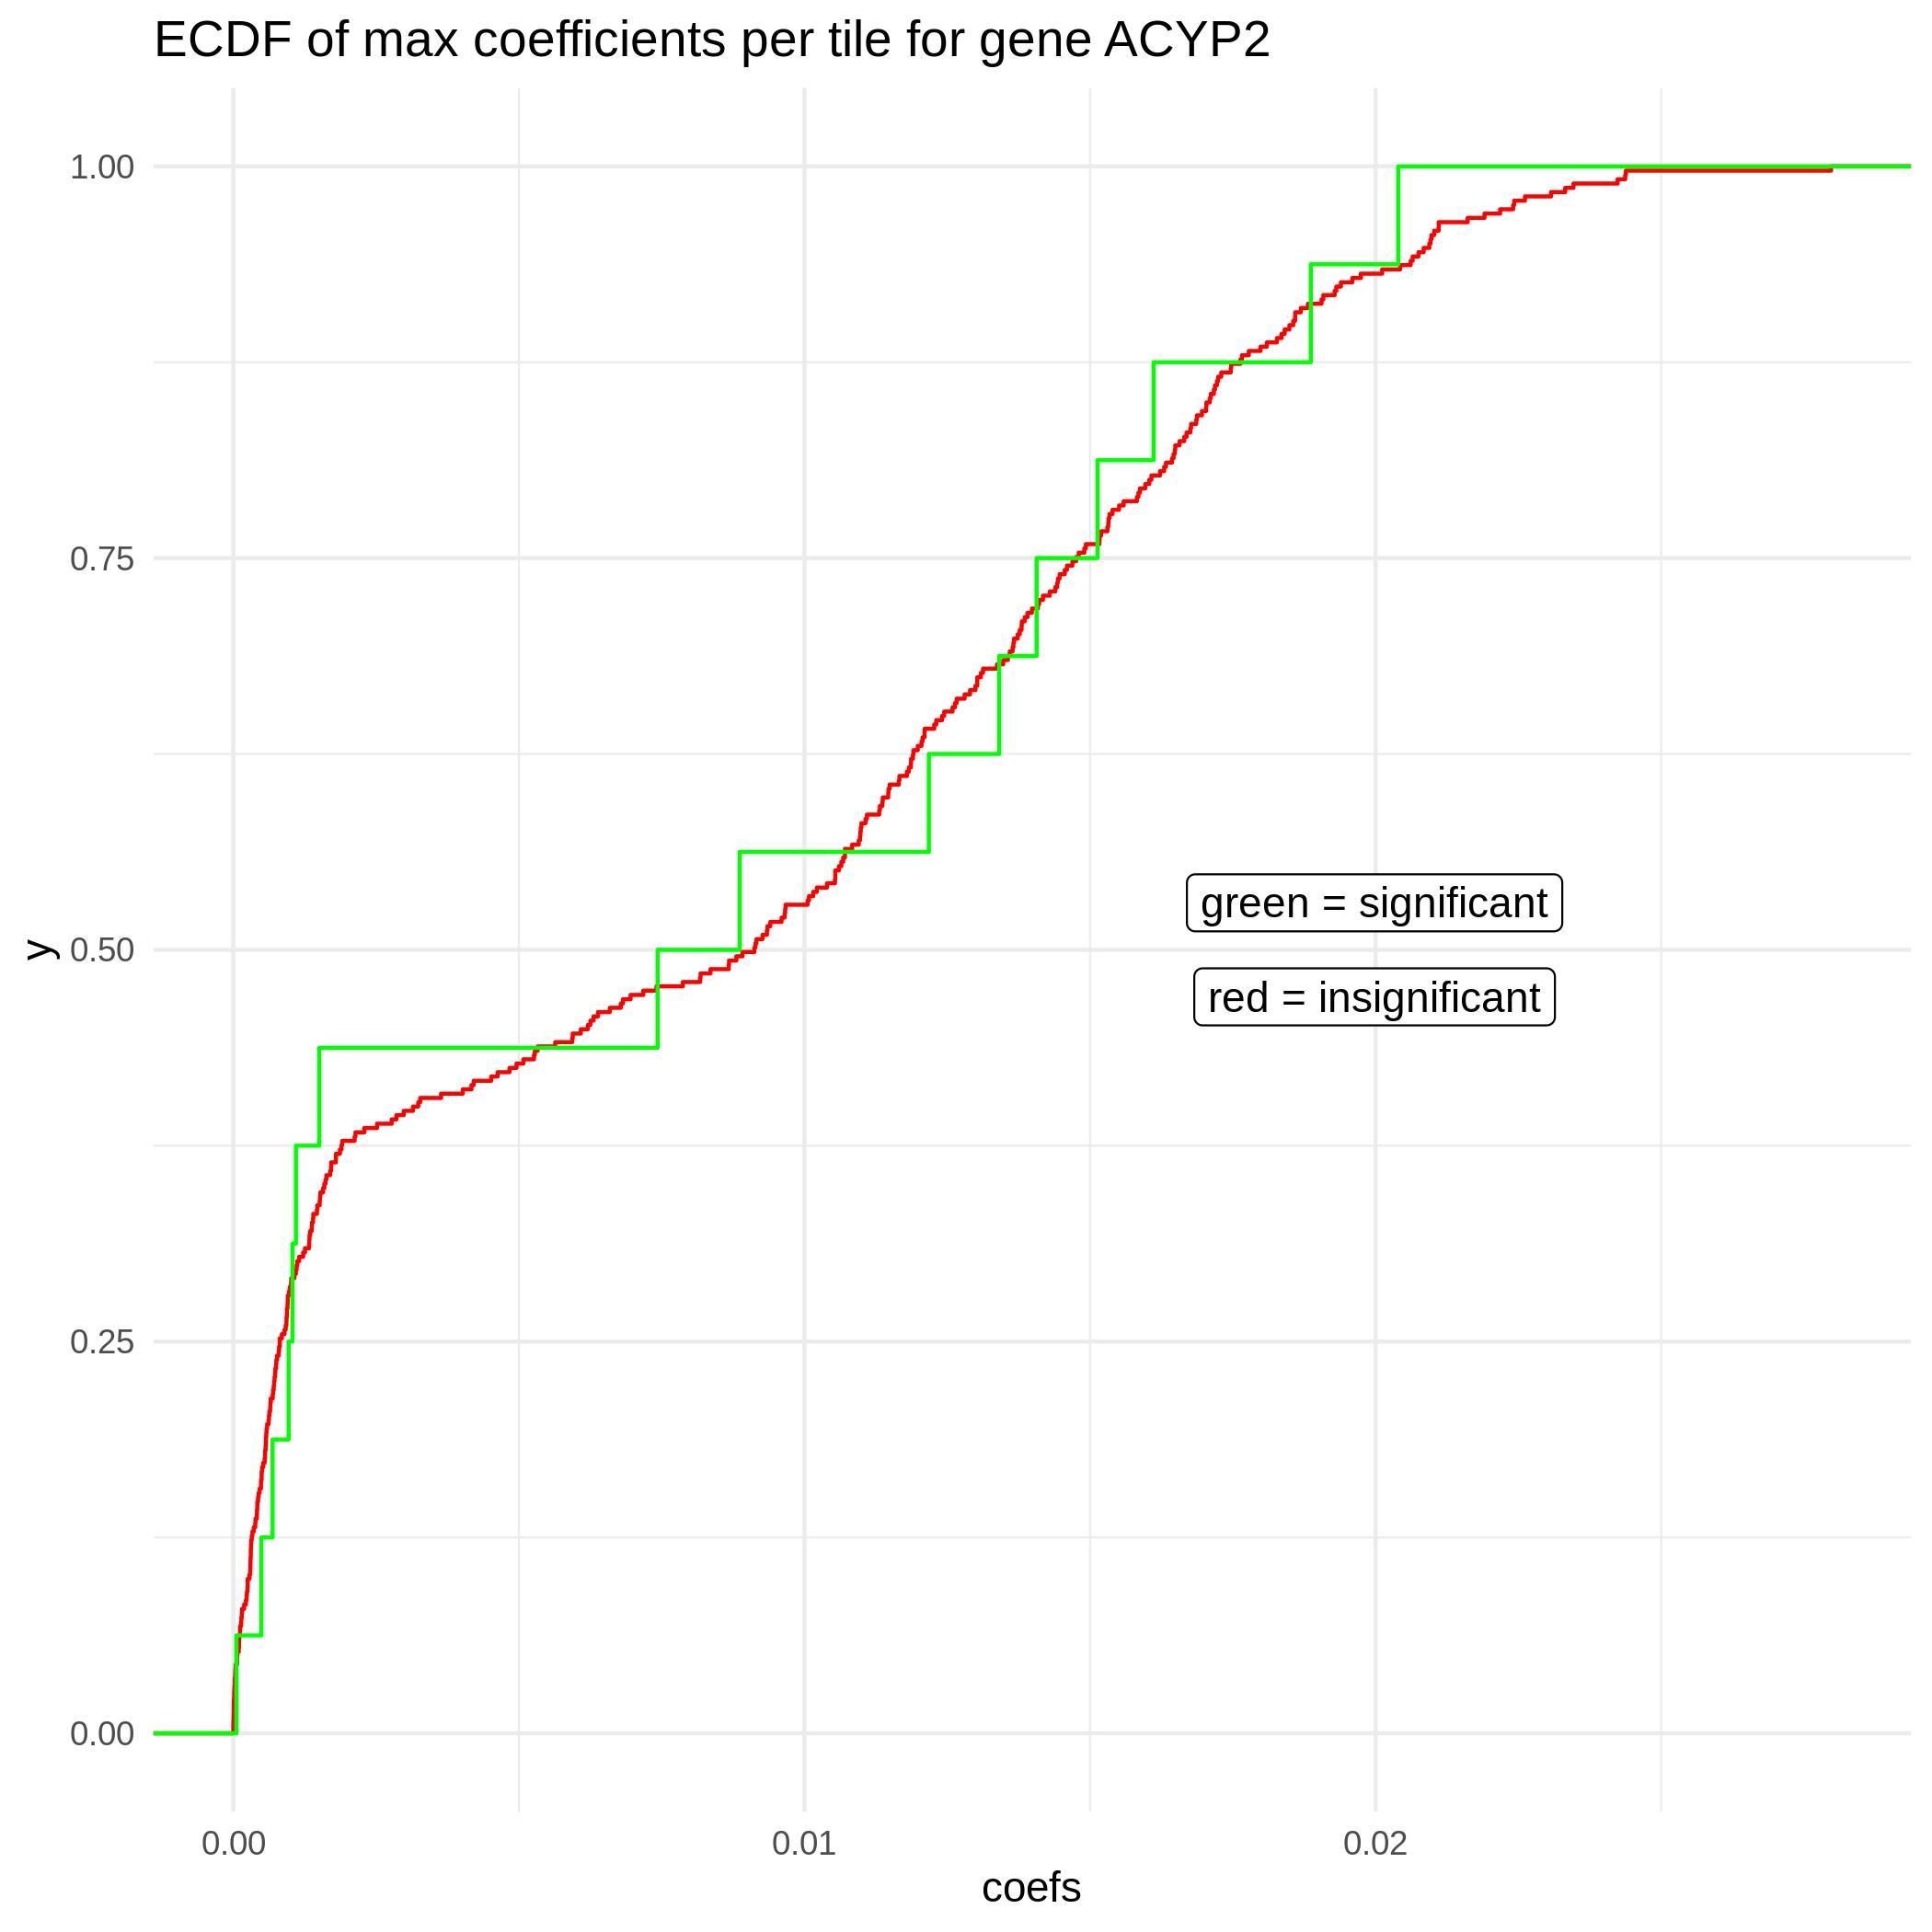 ECDF of max coefficients per tile for gene ACYP2
1.00
0.75
0.50
0.25
0.00
y
green = significant
red = insignificant
0.00
0.01
0.02
coefs